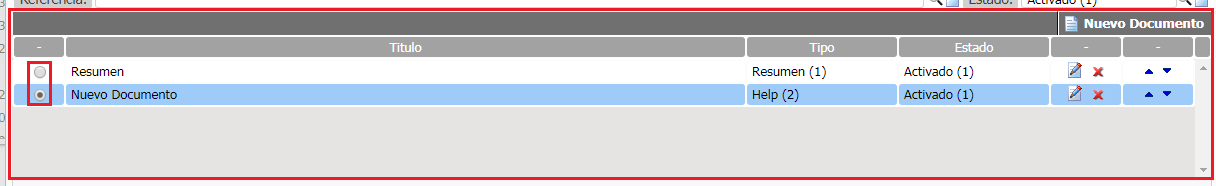 Referencia:
Estado: Activado (1)
Nuevo Documento
- Titulo Tipo Estado - -
Resumen Resumen (1) Activado (1)
Nuevo Documento Help (2) Activado (1)